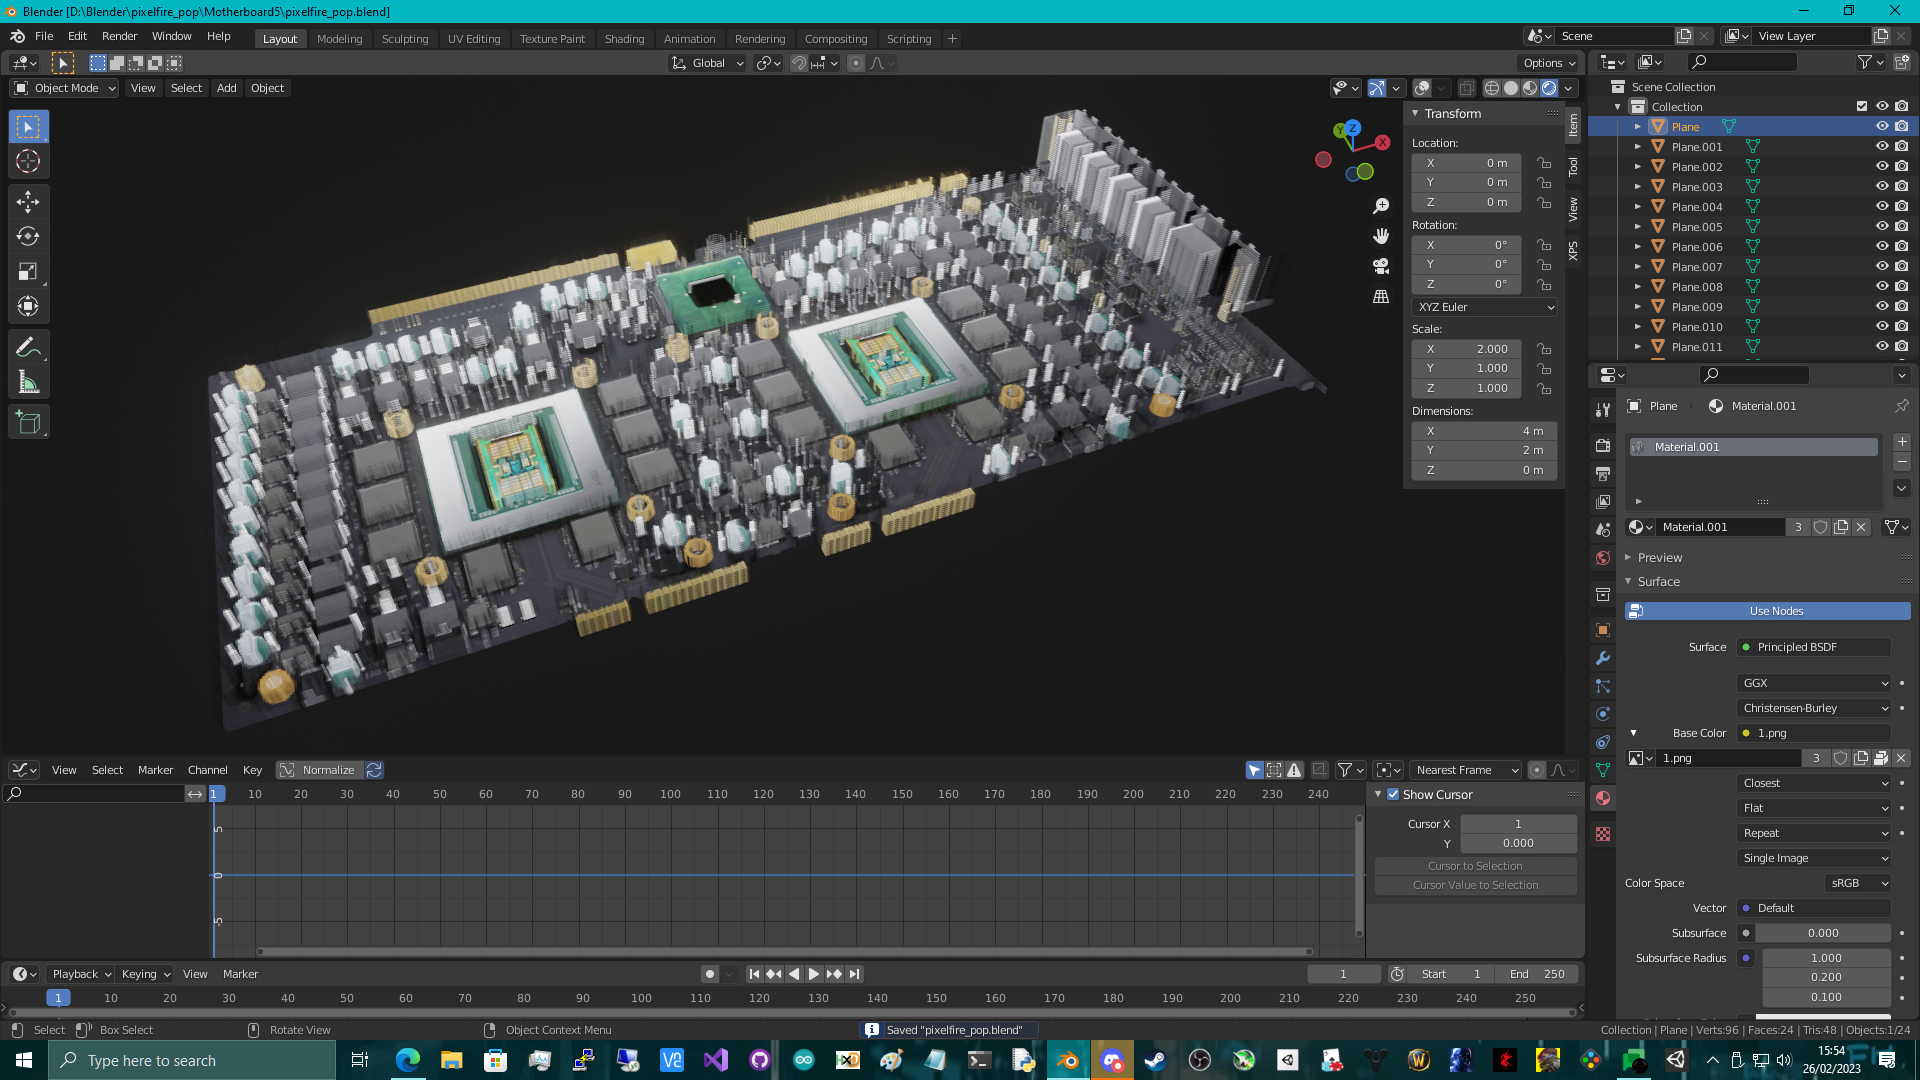 Blender [D:\Blender\pixelfire_pop\Motherboard5\pixelfire_pop.blend]
File Edit Render Window Help
Layout Modeling Sculpting UV Editing Texture Paint Shading Animation Rendering Compositing Scripting +
Scene View Layer
Global Options
Object Mode View Select Add Object
Transform
Location:
X 0 m
Y 0 m
Z 0 m
Rotation:
X 0°
Y 0°
Z 0°
XYZ Euler
Scale:
X 2.000
Y 1.000
Z 1.000
Dimensions:
X 4 m
Y 2 m
Z 0 m
Item
Tool
View
XPS
Y Z X
Scene Collection
Collection
Plane
Plane.001
Plane.002
Plane.003
Plane.004
Plane.005
Plane.006
Plane.007
Plane.008
Plane.009
Plane.010
Plane.011
Plane Material.001
Material.001
Material.001 3
Preview
Surface
Use Nodes
Surface Principled BSDF
GGX
Christensen-Burley
Base Color 1.png
1.png 3
Closest
Flat
Repeat
Single Image
Color Space sRGB
Vector Default
Subsurface 0.000
Subsurface Radius 1.000
0.200
0.100
View Select Marker Channel Key Normalize Nearest Frame
1 10 20 30 40 50 60 70 80 90 100 110 120 130 140 150 160 170 180 190 200 210 220 230 240
5
0
-5
Show Cursor
Cursor X 1
Y 0.000
Cursor to Selection
Cursor Value to Selection
Playback Keying View Marker 1 Start 1 End 250
1 10 20 30 40 50 60 70 80 90 100 110 120 130 140 150 160 170 180 190 200 210 220 230 240 250
Select Box Select Rotate View Object Context Menu Saved "pixelfire_pop.blend" Collection | Plane | Verts:96 | Faces:24 | Tris:48 | Objects:1/24
Type here to search
15:54
26/02/2023